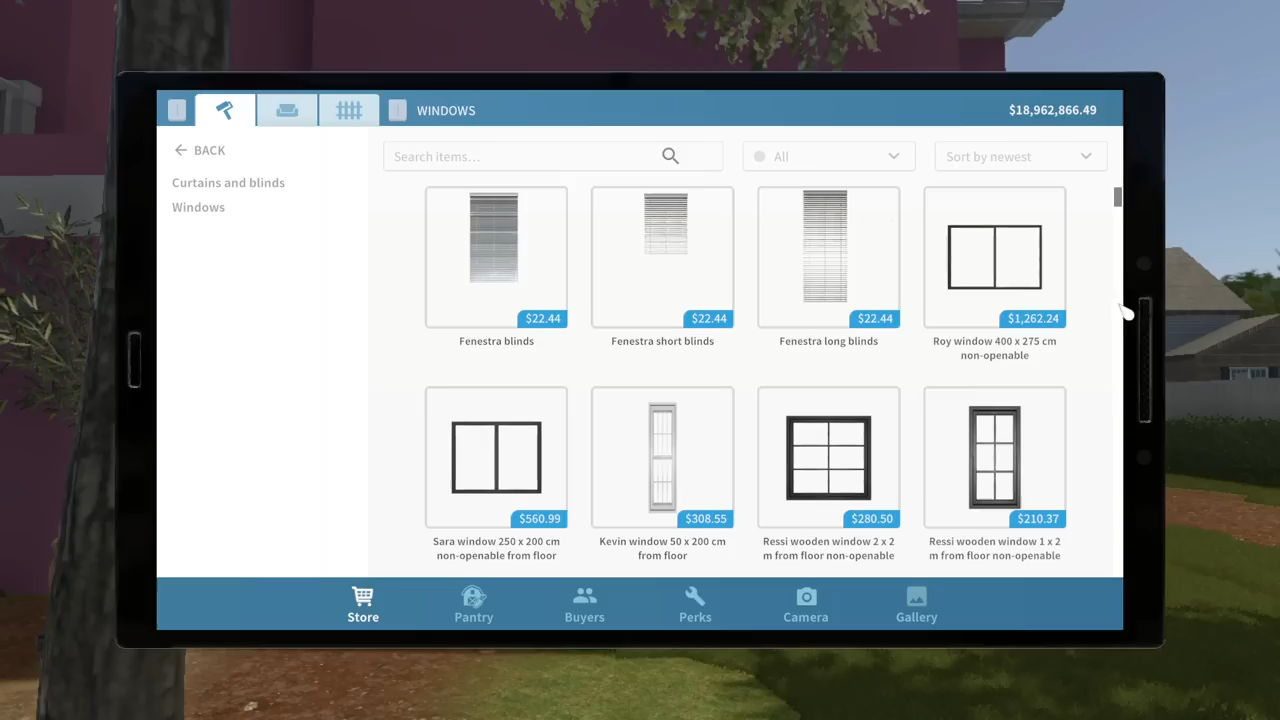 WINDOWS
$18,962,866.49
BACK
Search items...
All
Sort by newest
Curtains and blinds
Windows
$22.44
$22.44
$22.44
$1,262.24
Fenestra blinds
Fenestra short blinds
Fenestra long blinds
Roy window 400 x 275 cm
non-openable
$560.99
$308.55
$280.50
$210.37
Sara window 250 x 200 cm
non-openable from floor
Kevin window 50 x 200 cm
from floor
Ressi wooden window 2 x 2
m from floor non-openable
Ressi wooden window 1 x 2
m from floor non-openable
Store
Pantry
Buyers
Perks
Camera
Gallery